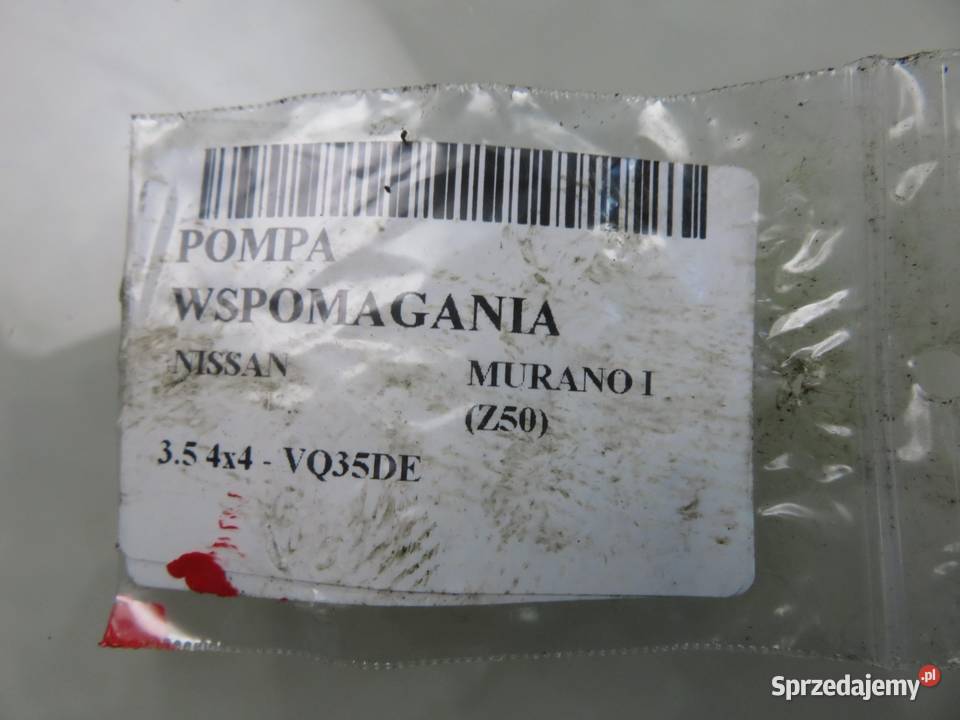 POMPA
WSPOMAGANIA
NISSAN MURANO I
(Z50)
3.5 4x4 - VQ35DE
Sprzedajemy.pl